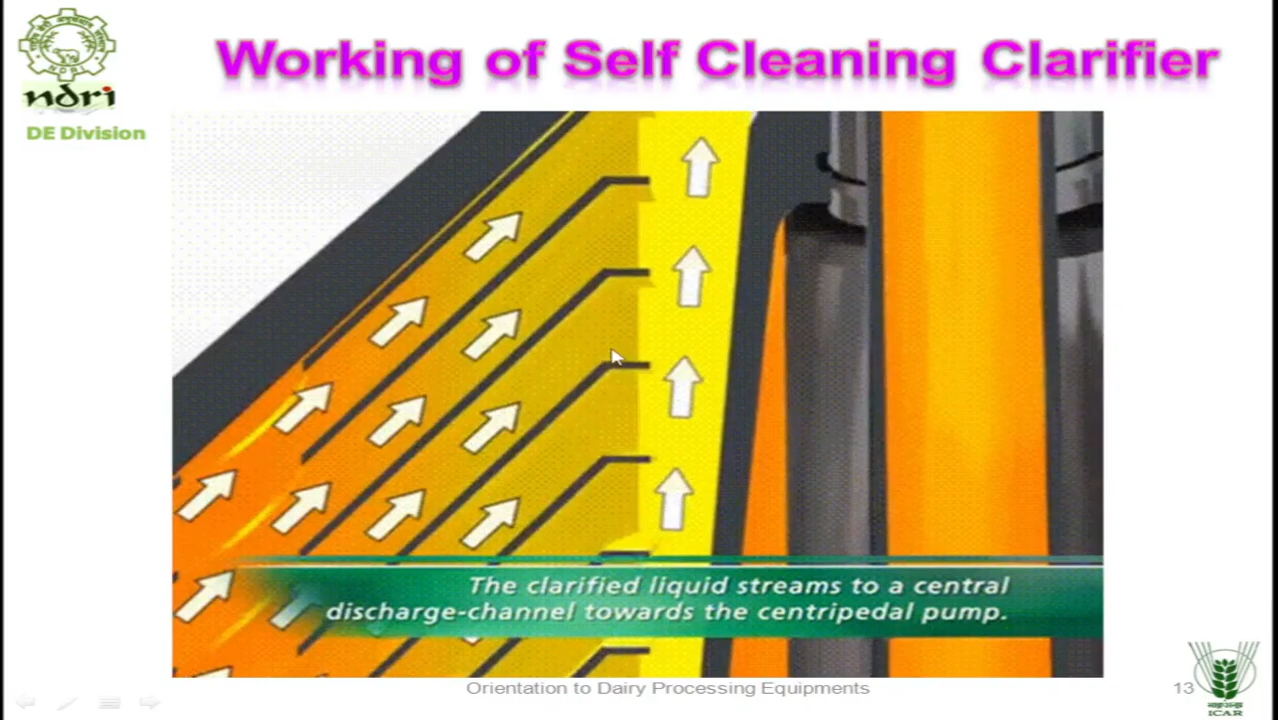 Working of Self Cleaning Clarifier
ndri
DE Division
The clarified liquid streams to a central
discharge-channel towards the centripedal pump.
Orientation to Dairy Processing Equipments
13
ICAR